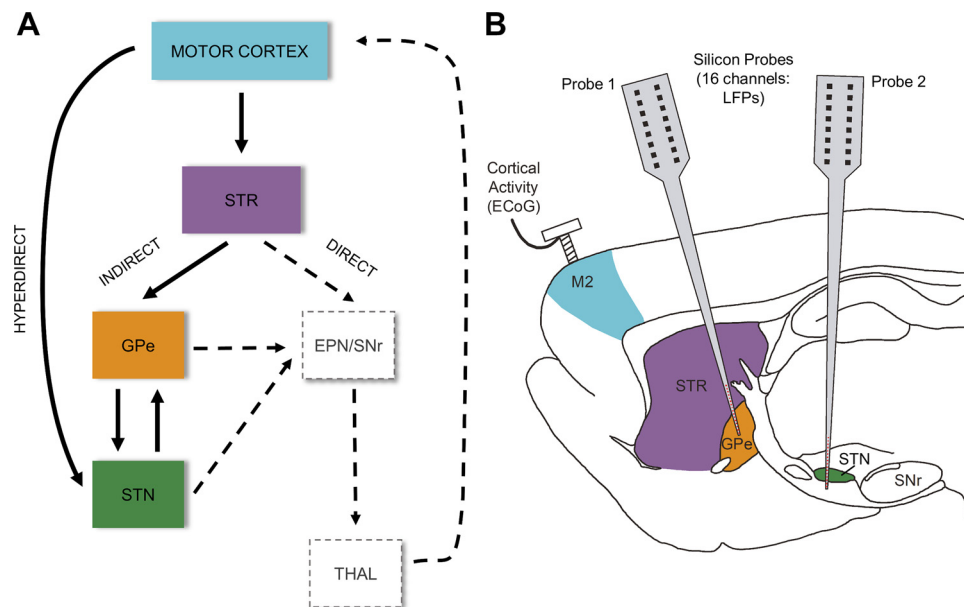 A
MOTOR CORTEX
STR
HYPERDIRECT
INDIRECT
DIRECT
GPe
EPN/SNr
STN
THAL
B
Silicon Probes
(16 channels:
LFPs)
Probe 1
Probe 2
Cortical
Activity
(ECoG)
M2
STR
GPe
STN
SNr